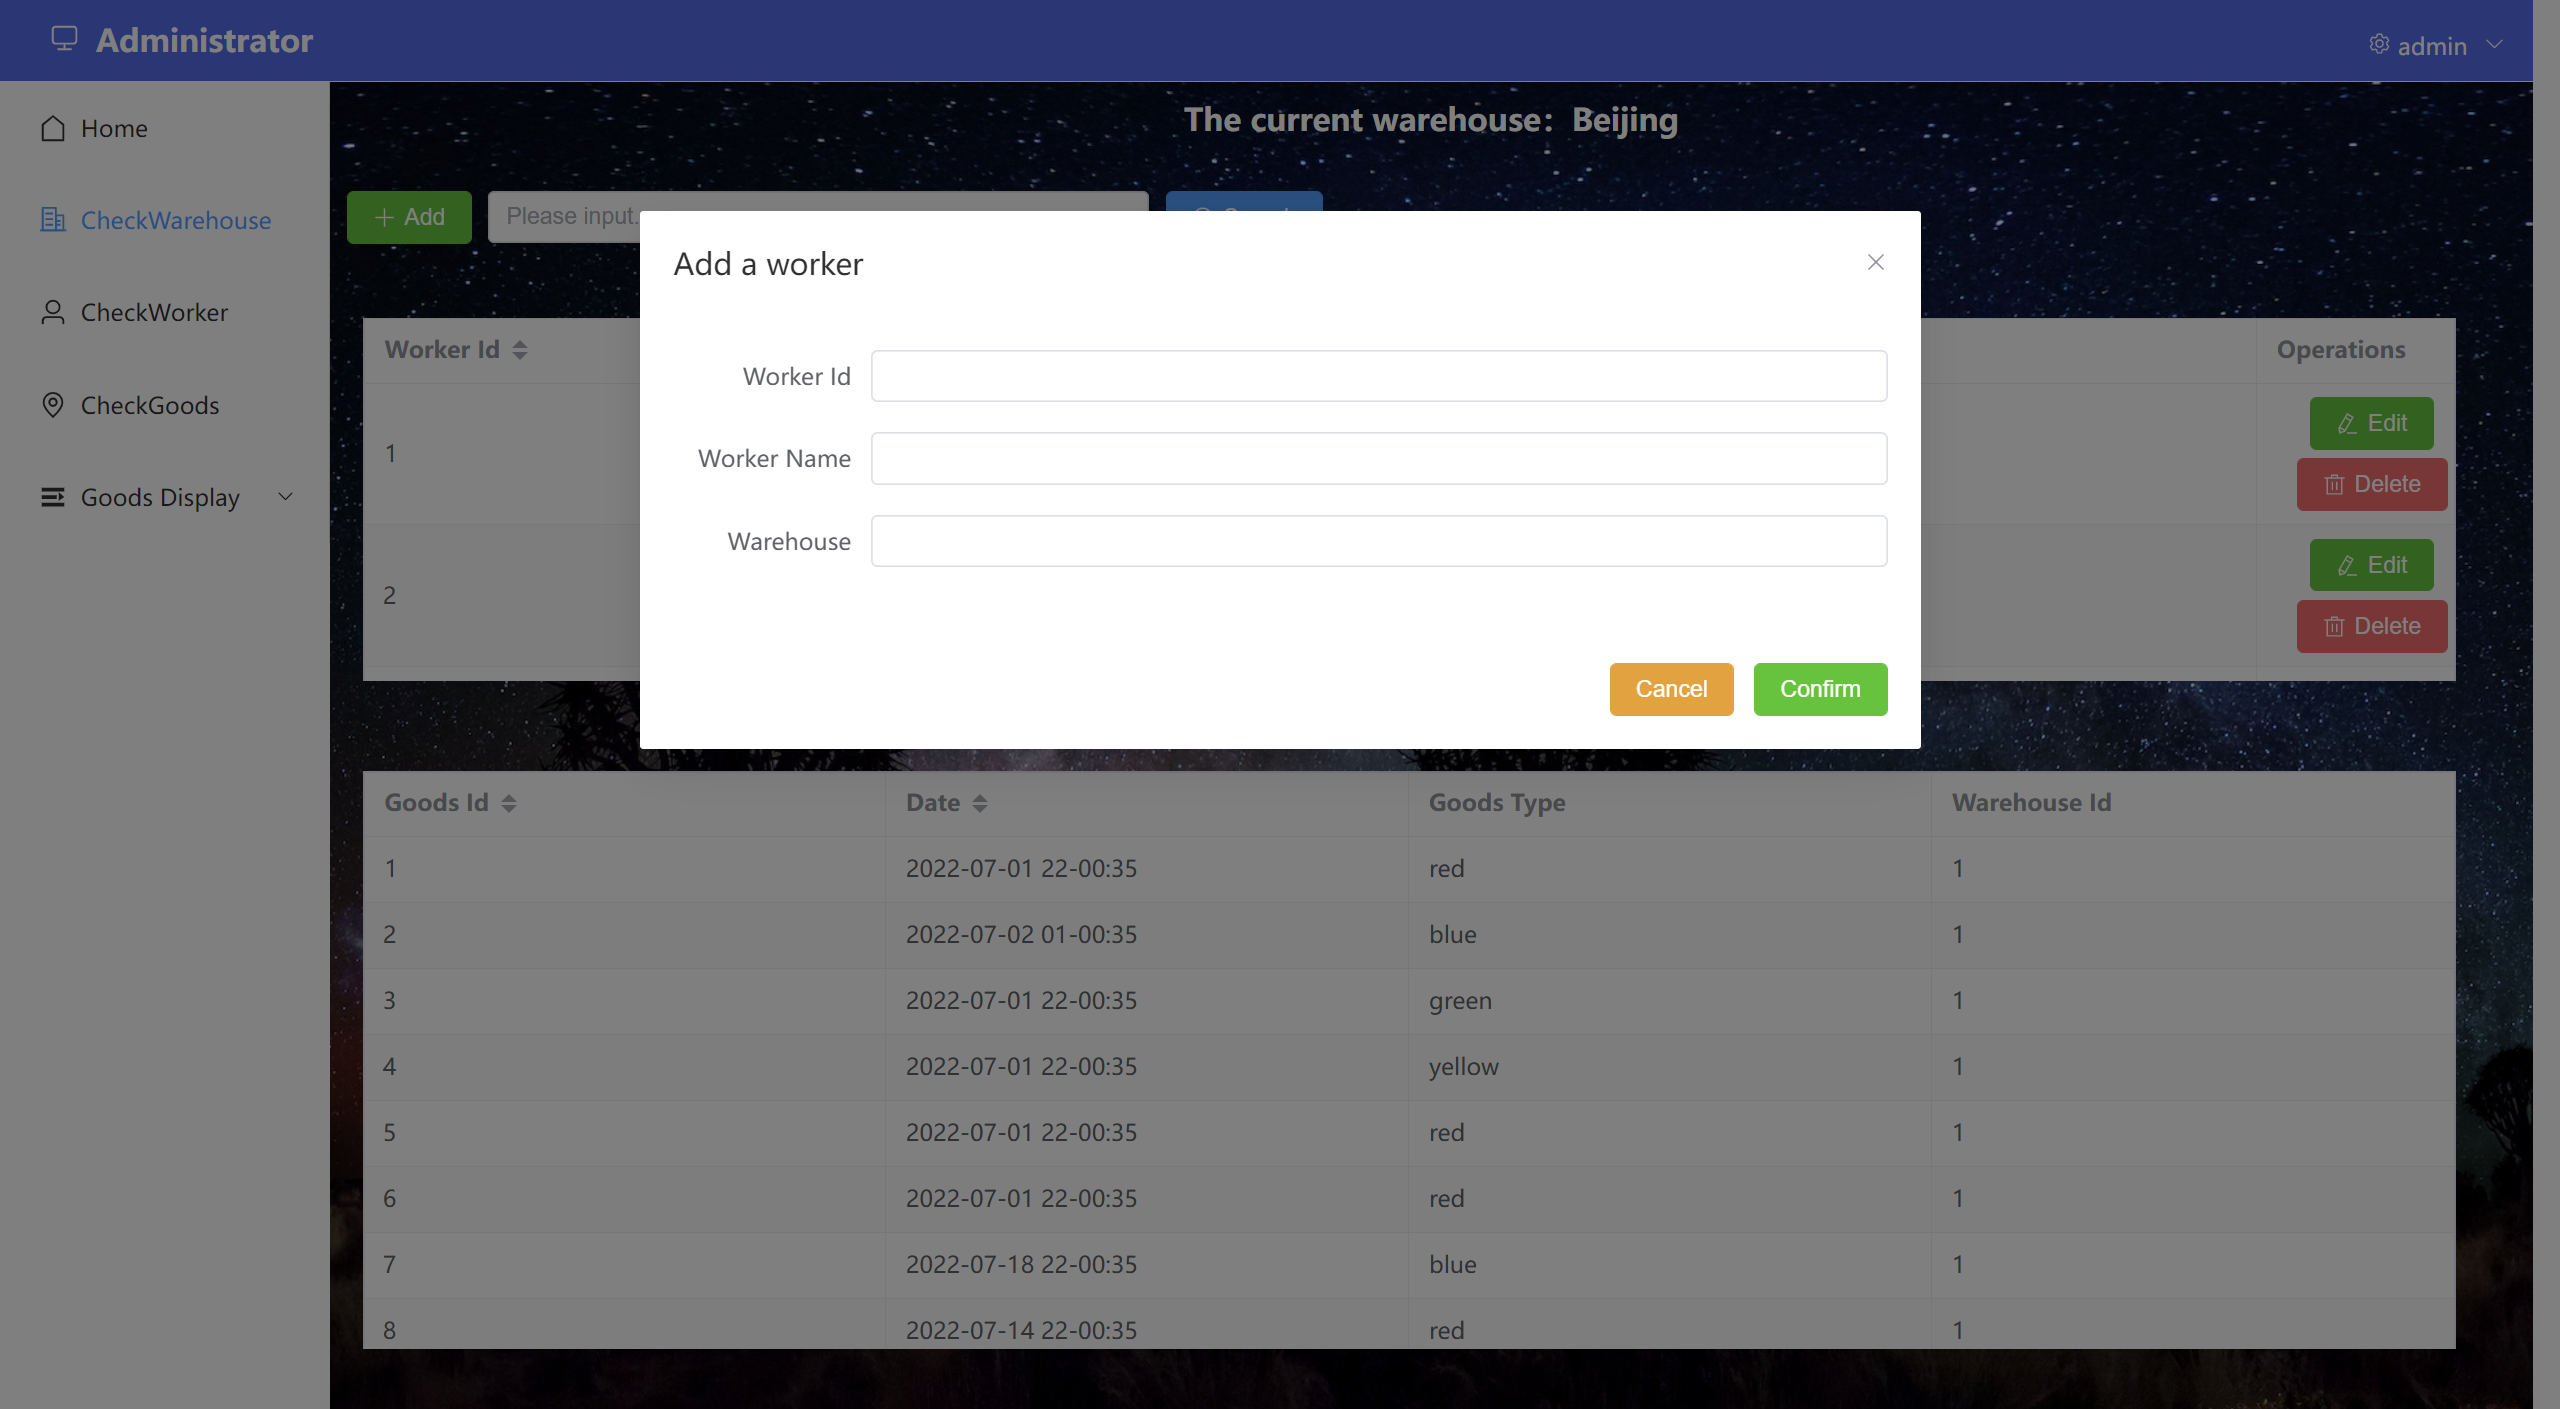 Administrator
admin
Home
CheckWarehouse
CheckWorker
CheckGoods
Goods Display
The current warehouse：Beijing
Add
Please input.
Add a worker
Worker Id
Worker Name
Warehouse
Cancel
Confirm
Worker Id
Operations
1
Edit
Delete
2
Edit
Delete
Goods Id Date Goods Type Warehouse Id
1 2022-07-01 22-00:35 red 1
2 2022-07-02 01-00:35 blue 1
3 2022-07-01 22-00:35 green 1
4 2022-07-01 22-00:35 yellow 1
5 2022-07-01 22-00:35 red 1
6 2022-07-01 22-00:35 red 1
7 2022-07-18 22-00:35 blue 1
8 2022-07-14 22-00:35 red 1